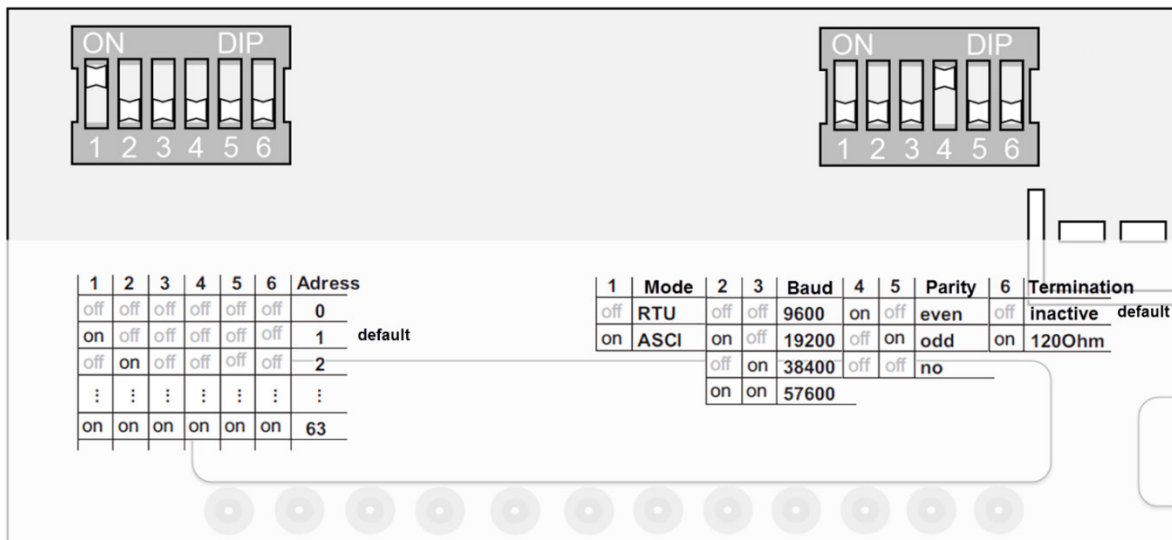 ON DIP
1 2 3 4 5 6
ON DIP
1 2 3 4 5 6
1 2 3 4 5 6 Adress
off off off off off off 0
on off off off off off 1 default
off on off off off off 2
⋮ ⋮ ⋮ ⋮ ⋮ ⋮ ⋮
on on on on on on 63
1 Mode 2 3 Baud 4 5 Parity 6 Termination
off RTU off off 9600 on off even off inactive default
on ASCI on off 19200 off on odd on 120Ohm
off on 38400 off off no
on on 57600